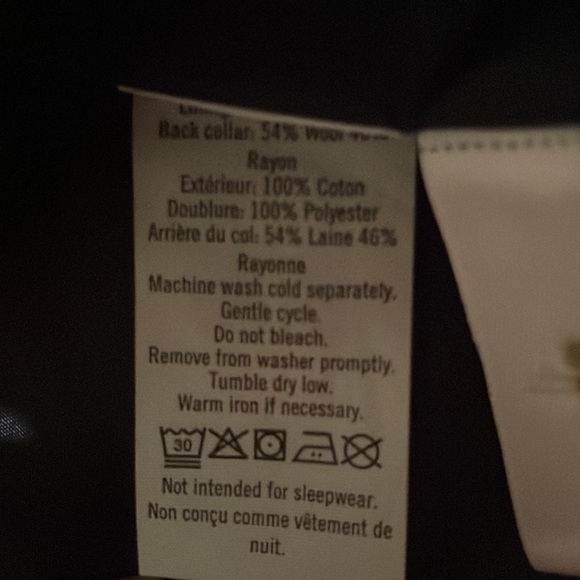 Back collar: 54% Wool
Rayon
Extérieur: 100% Coton
Doublure: 100% Polyester
Arrière du col: 54% Laine 46%
Rayonne
Machine wash cold separately.
Gentle cycle.
Do not bleach.
Remove from washer promptly.
Tumble dry low.
Warm iron if necessary.
30
Not intended for sleepwear.
Non conçu comme vêtement de
nuit.